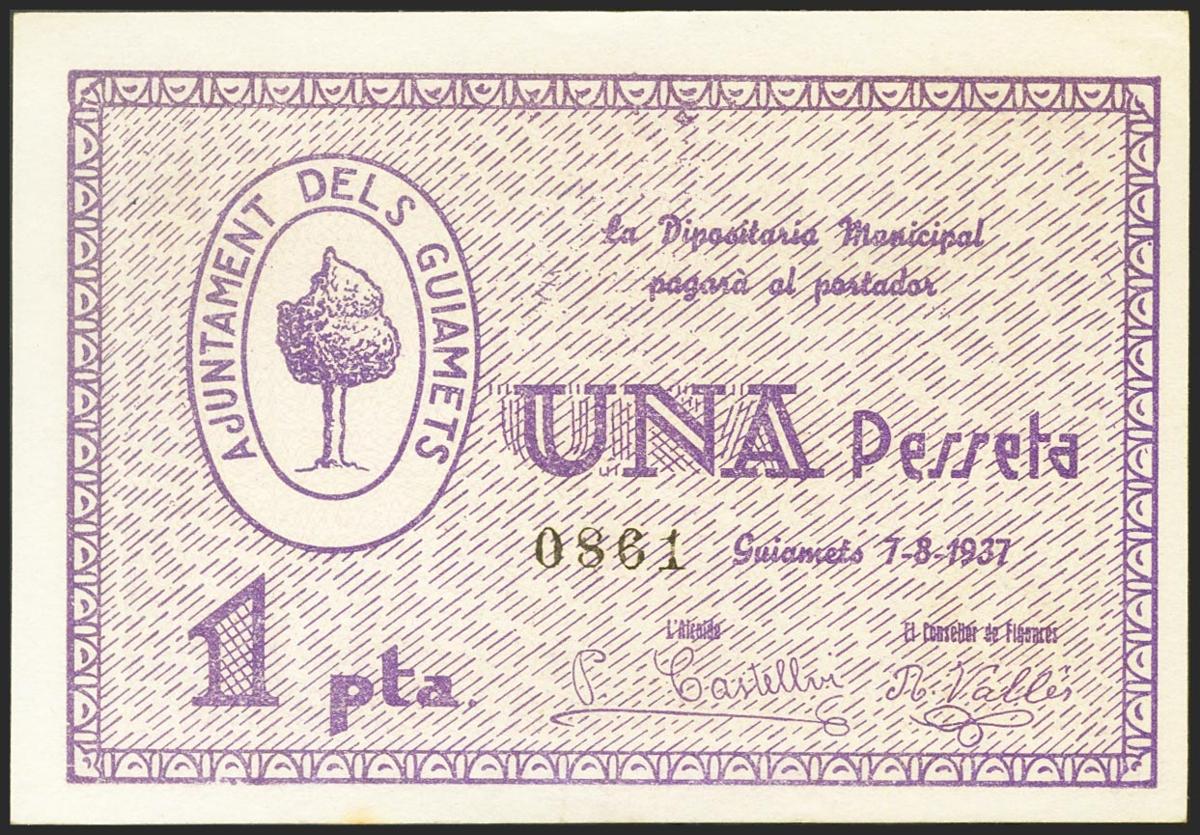 AJUNTAMENT DELS GUIAMETS
La Dipositaria Municipal
pagarà al portador
UNA Pesseta
0861 Guiamets 7-8-1937
L'Alcalde El Conseller de Finances
P. Castellvi R. Vallès
1 pta.